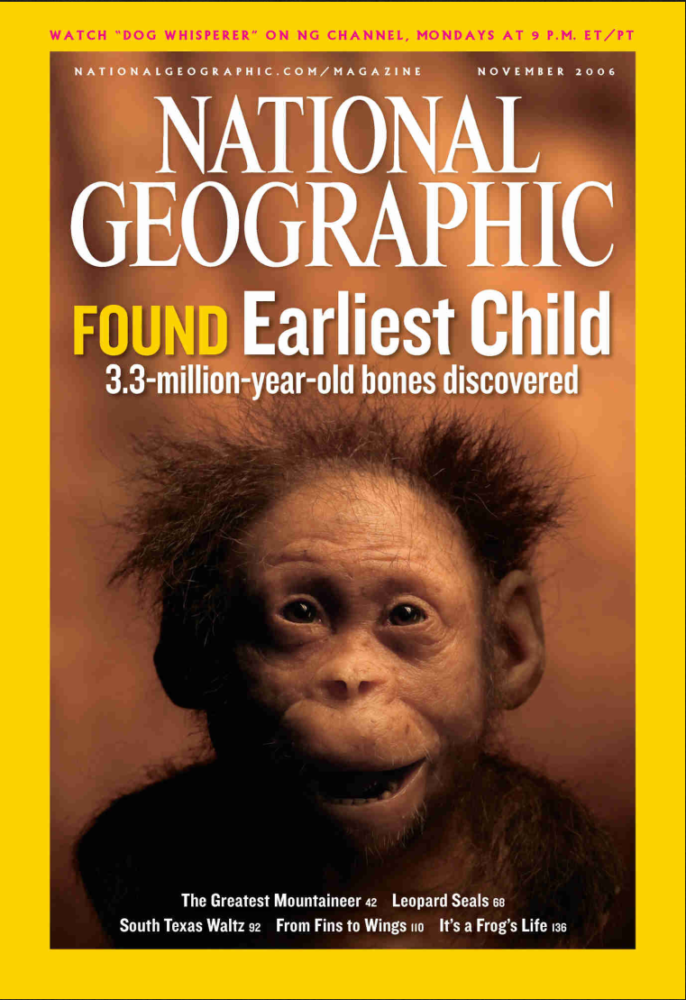 WATCH "DOG WHISPERER" ON NG CHANNEL, MONDAYS AT 9 P.M. ET/PT
NATIONALGEOGRAPHIC.COM/MAGAZINE NOVEMBER 2006
NATIONAL
GEOGRAPHIC
FOUND Earliest Child
3.3-million-year-old bones discovered
The Greatest Mountaineer 42 Leopard Seals 68
South Texas Waltz 92 From Fins to Wings 110 It's a Frog's Life 136